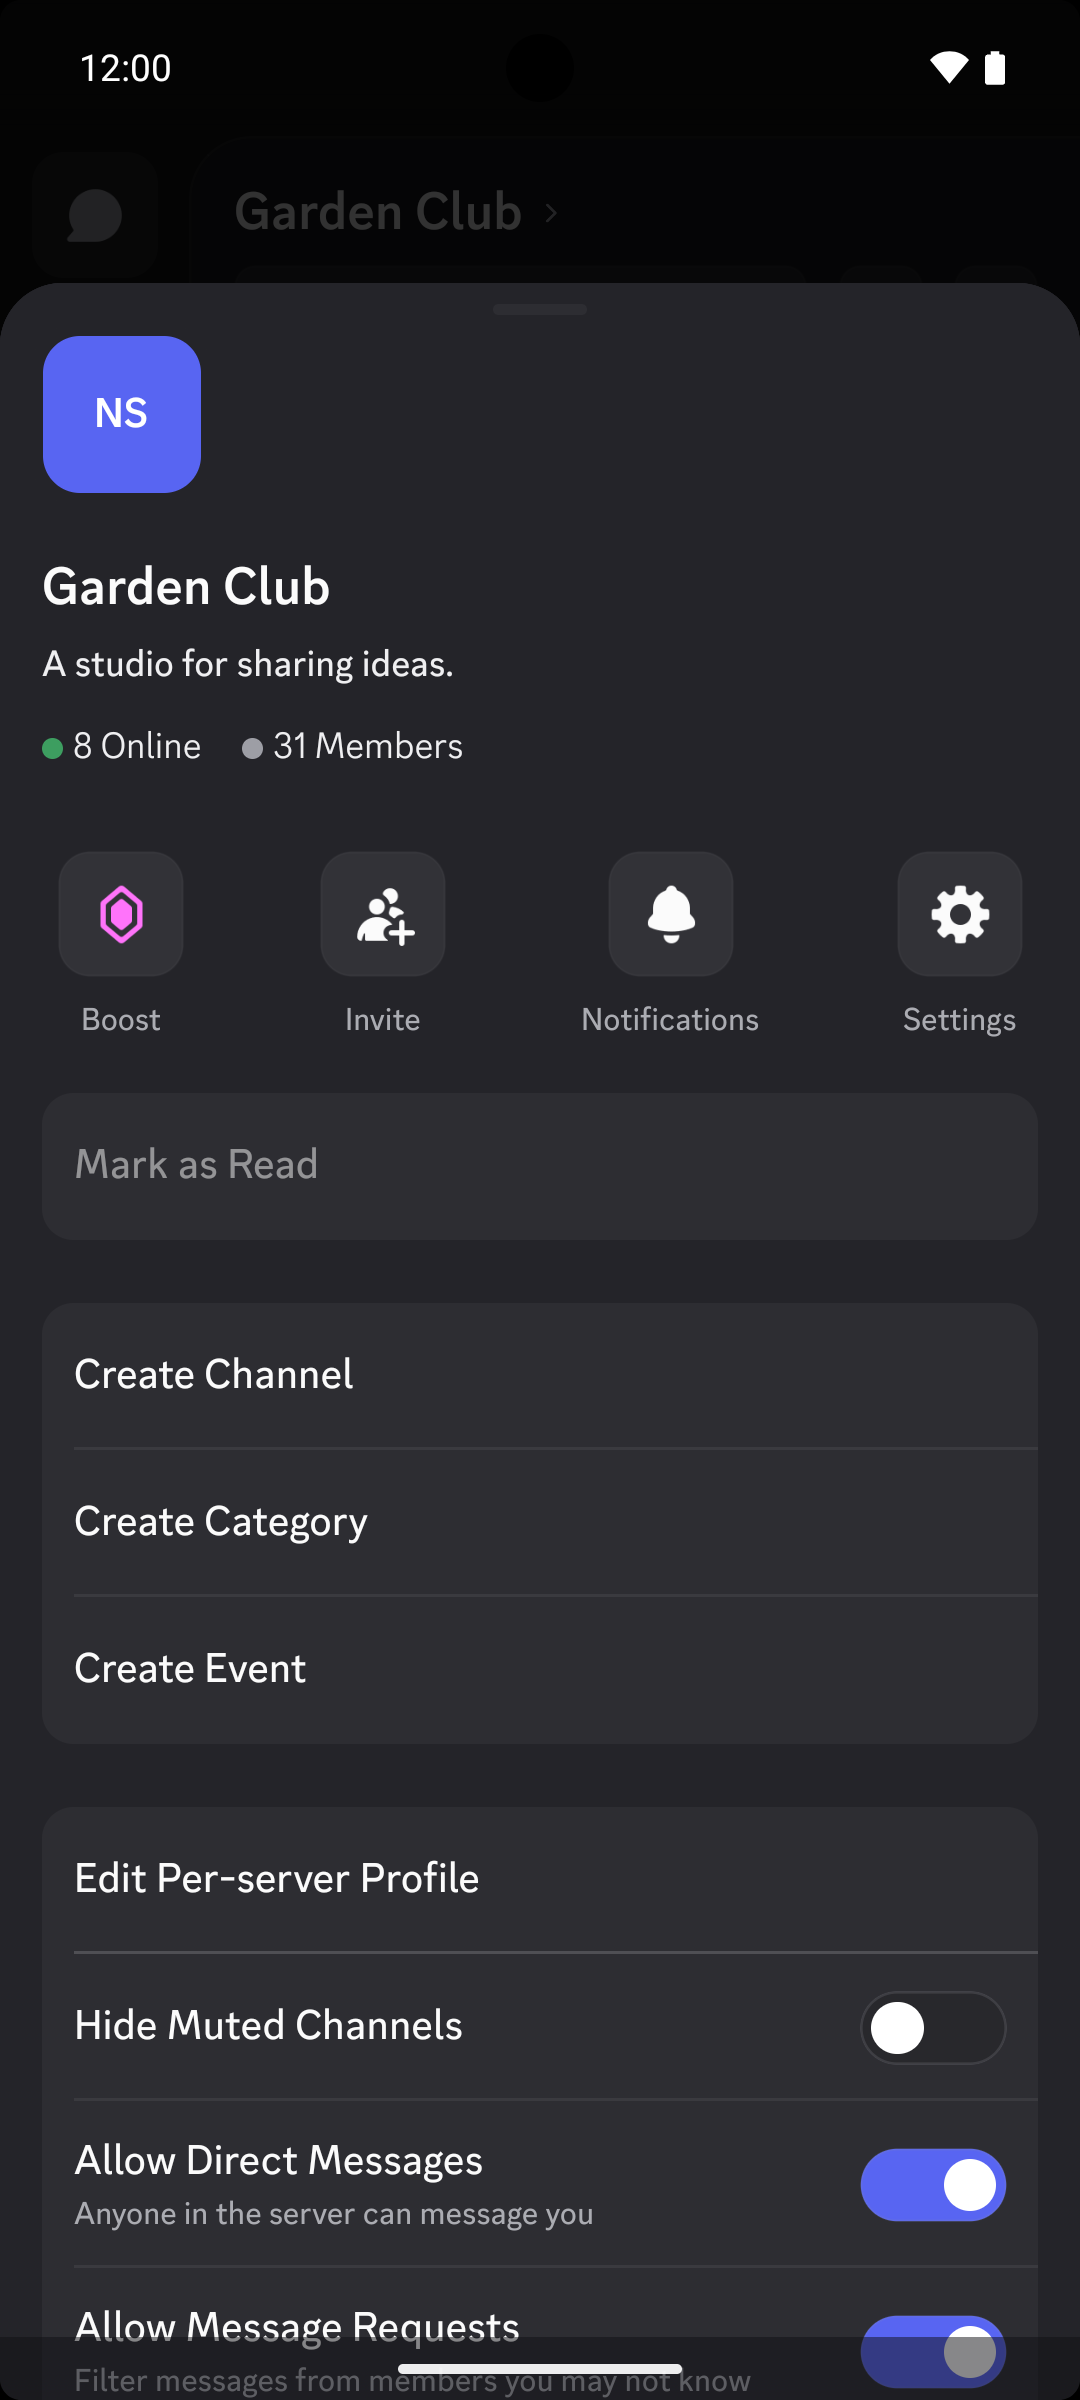 12:00
Garden Club
NS
Garden Club
A studio for sharing ideas.
8 Online 31 Members
Boost Invite Notifications Settings
Mark as Read
Create Channel
Create Category
Create Event
Edit Per-server Profile
Hide Muted Channels
Allow Direct Messages
Anyone in the server can message you
Allow Message Requests
Filter messages from members you may not know